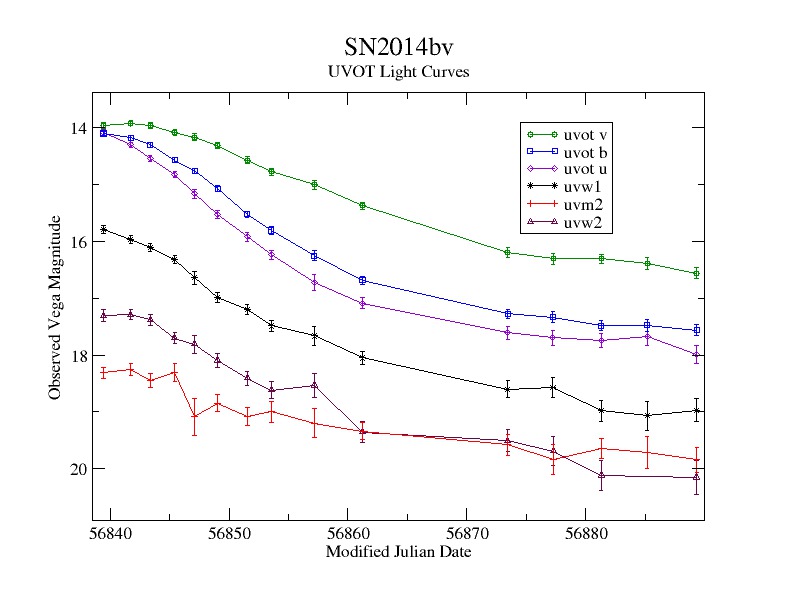 SN2014bv
UVOT Light Curves
uvot v
uvot b
uvot u
uvw1
uvm2
uvw2
Observed Vega Magnitude
14
16
18
20
56840 56850 56860 56870 56880
Modified Julian Date